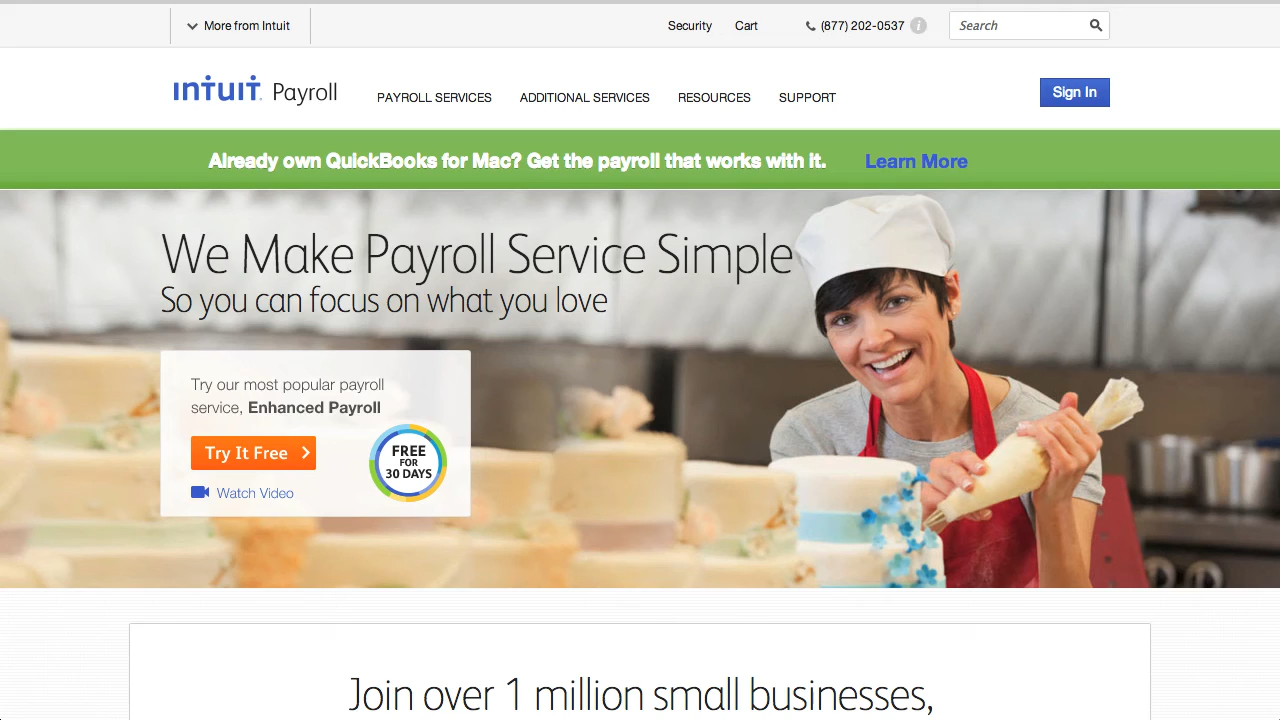 More from Intuit
Security
Cart
(877) 202-0537
i
Search
intuit. Payroll
PAYROLL SERVICES
ADDITIONAL SERVICES
RESOURCES
SUPPORT
Sign In
Already own QuickBooks for Mac? Get the payroll that works with it.
Learn More
We Make Payroll Service Simple
So you can focus on what you love
Try our most popular payroll
service, Enhanced Payroll
Try It Free
FREE
FOR
30 DAYS
Watch Video
Join over 1 million small businesses,